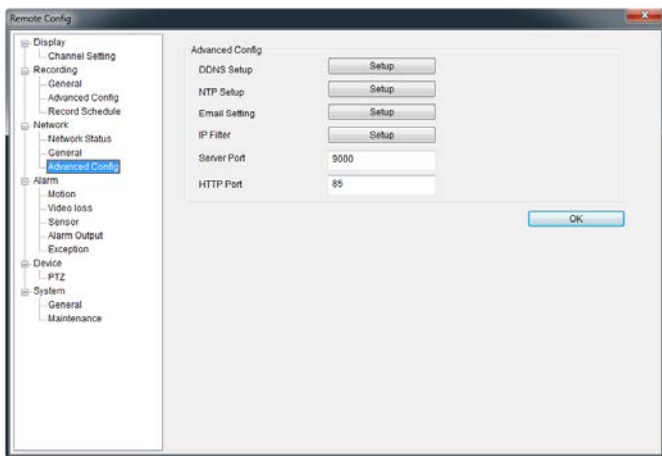 Remote Config
Display
Channel Setting
Recording
General
Advanced Config
Record Schedule
Network
Network Status
General
Advanced Config
Alarm
Motion
Video loss
Sensor
Alarm Output
Exception
Device
PTZ
System
General
Maintenance
Advanced Config
DDNS Setup Setup
NTP Setup Setup
Email Setting Setup
IP Filter Setup
Server Port 9000
HTTP Port 85
OK